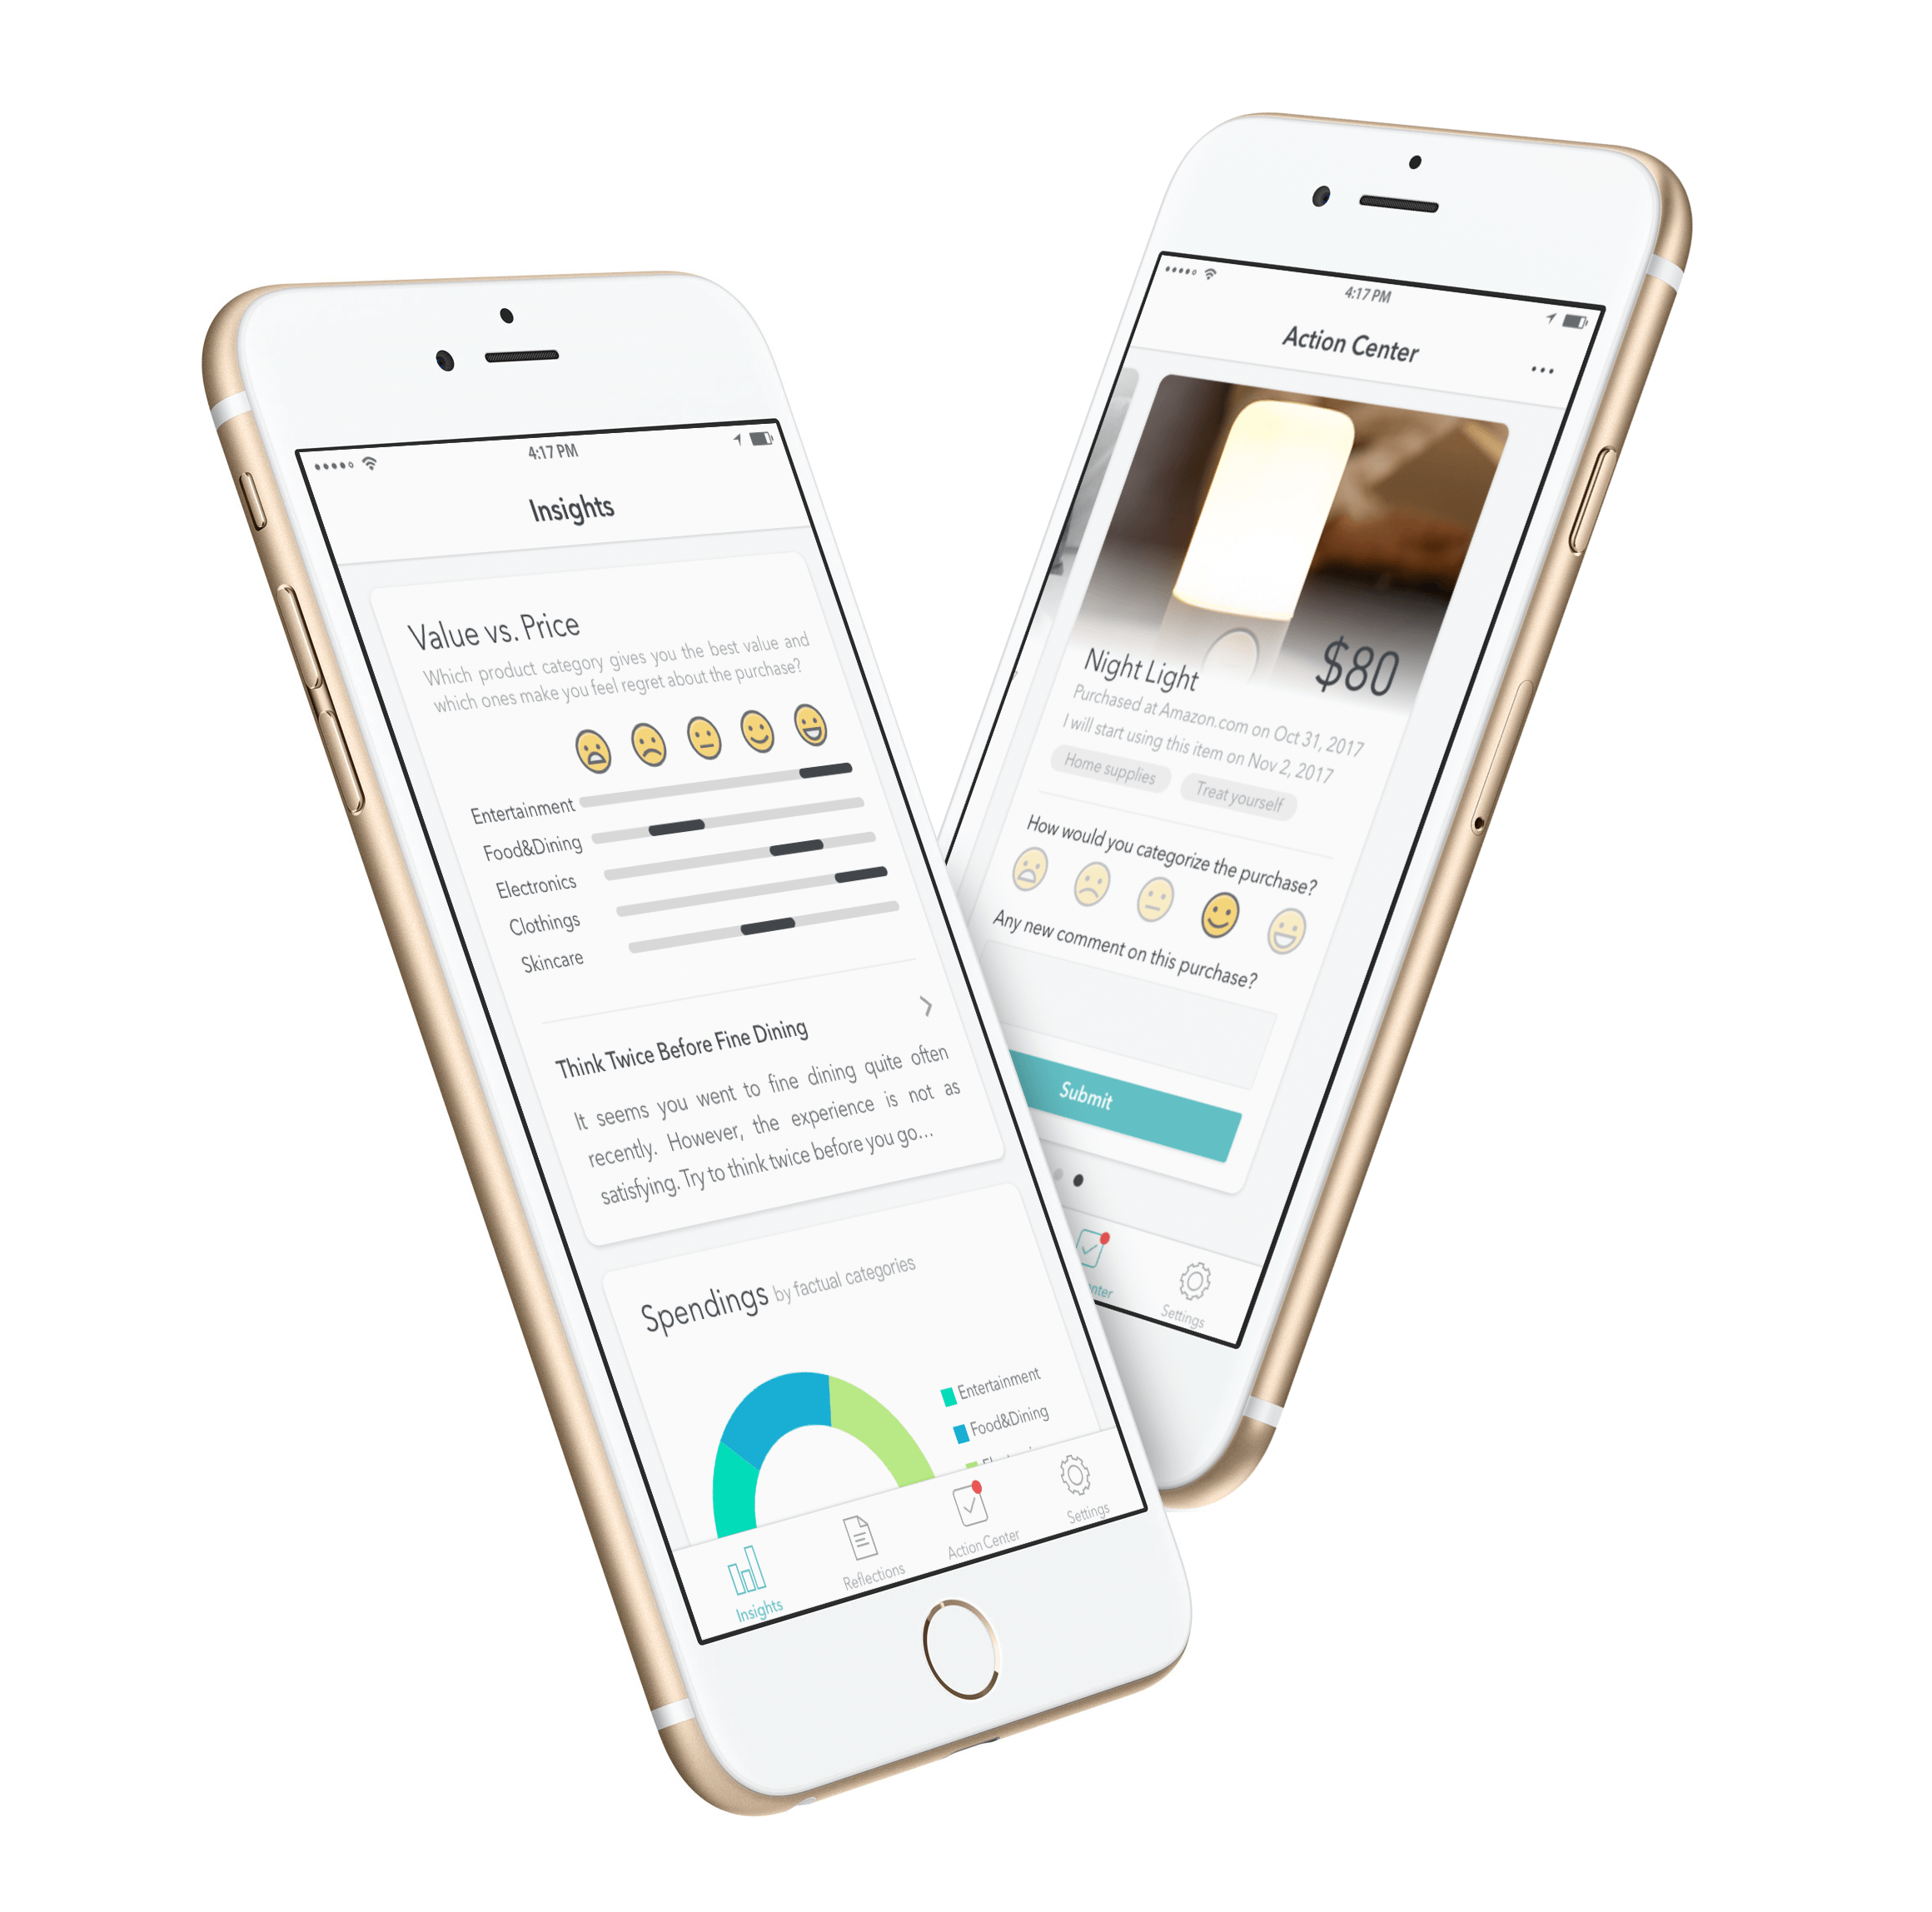 4:17 PM
Insights
Value vs. Price
Which product category gives you the best value and
which ones make you feel regret about the purchase?
Entertainment
Food&Dining
Electronics
Clothings
Skincare
Think Twice Before Fine Dining
It seems you went to fine dining quite often
recently. However, the experience is not as
satisfying. Try to think twice before you go...
Spendings by factual categories
Entertainment
Food&Dining
Insights
Reflections
Action Center
Settings
4:17 PM
Action Center
Night Light
$80
Purchased at Amazon.com on Oct 31, 2017
I will start using this item on Nov 2, 2017
Home supplies
Treat yourself
How would you categorize the purchase?
Any new comment on this purchase?
Submit
Settings